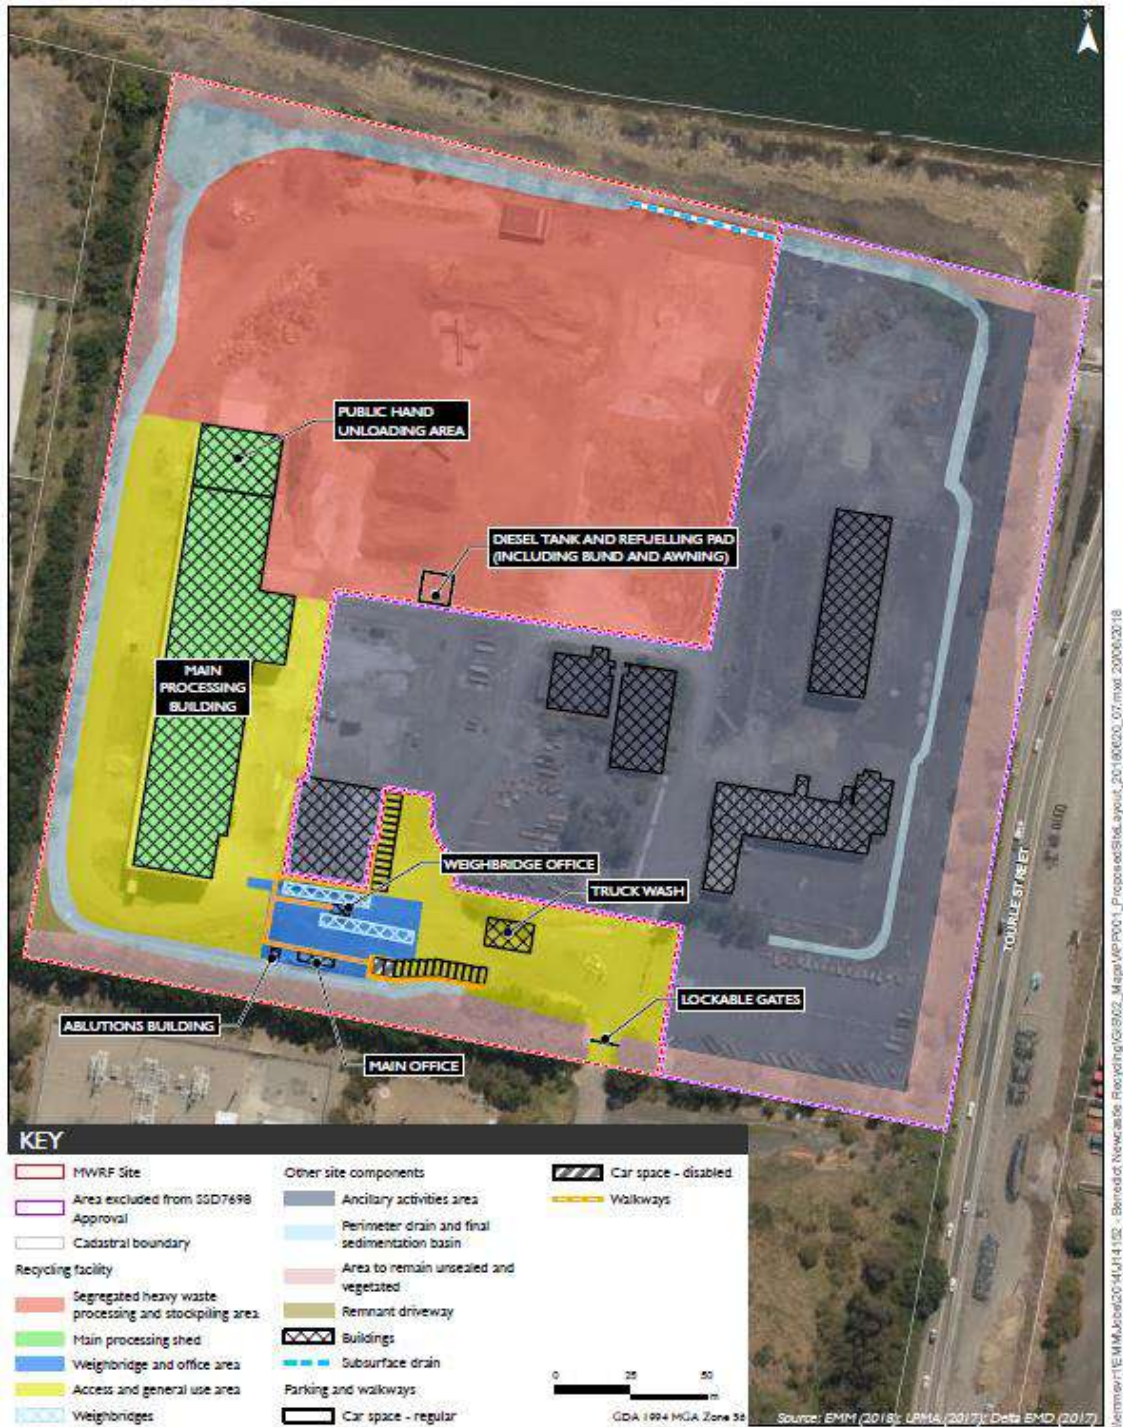 N
PUBLIC HAND
UNLOADING AREA
DIESEL TANK AND REFUELLING PAD
(INCLUDING BUND AND AWNING)
MAIN
PROCESSING
BUILDING
WEIGHBRIDGE OFFICE
TRUCK WASH
TOURLE STREET
LOCKABLE GATES
ABLUTIONS BUILDING
MAIN OFFICE
KEY
MWRF Site
Area excluded from SSD7698
Approval
Cadastral boundary
Recycling facility
Segregated heavy waste
processing and stockpiling area
Main processing shed
Weighbridge and office area
Access and general use area
Weighbridges
Other site components
Ancillary activities area
Perimeter drain and final
sedimentation basin
Area to remain unsealed and
vegetated
Remnant driveway
Buildings
Subsurface drain
Parking and walkways
Car space - regular
Car space - disabled
Walkways
0 25 50
m
GDA 1994 MGA Zone 56
Source: EMM (2018); LPMA (2017); Delta EMD (2017)